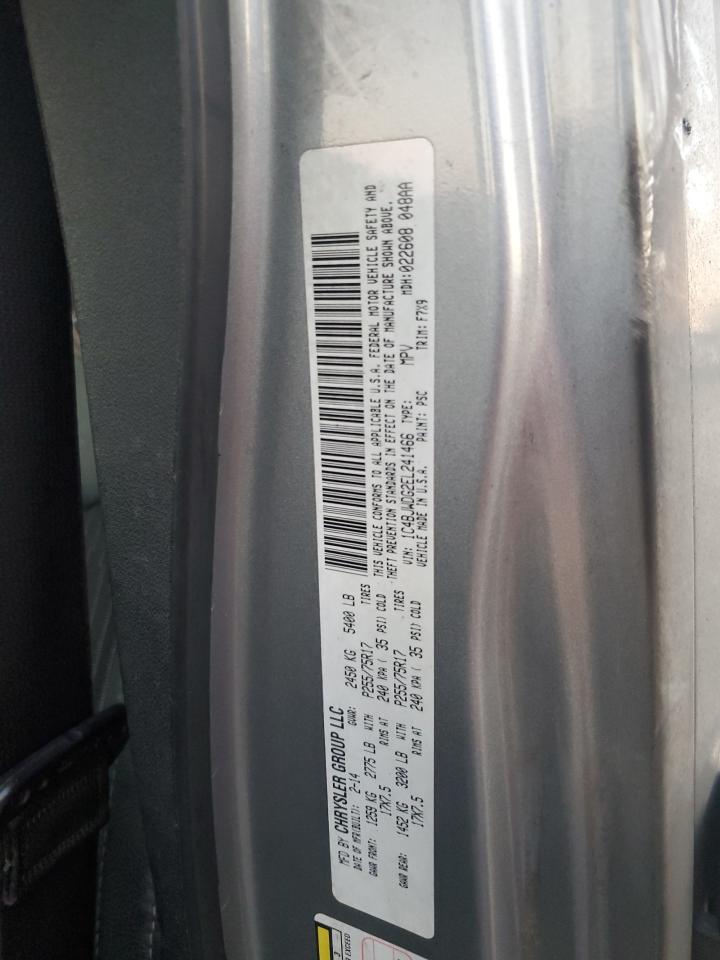 MFD BY CHRYSLER GROUP LLC
DATE OF MFR(BUILT): 2-14 GVWR: 2450 KG 5400 LB
GAWR FRONT: 1259 KG 2775 LB WITH P255/75R17 TIRES
17X7.5 RIMS AT 240 KPA ( 35 PSI) COLD
GAWR REAR: 1452 KG 3200 LB WITH P255/75R17 TIRES
17X7.5 RIMS AT 240 KPA ( 35 PSI) COLD
THIS VEHICLE CONFORMS TO ALL APPLICABLE U.S.A. FEDERAL MOTOR VEHICLE SAFETY AND
THEFT PREVENTION STANDARDS IN EFFECT ON THE DATE OF MANUFACTURE SHOWN ABOVE.
VIN: 1C4BJWDG2EL241466 TYPE: MPV MDH:022608 048AA
VEHICLE MADE IN U.S.A. PAINT: PSC TRIM: F7X9
3
EXCEED